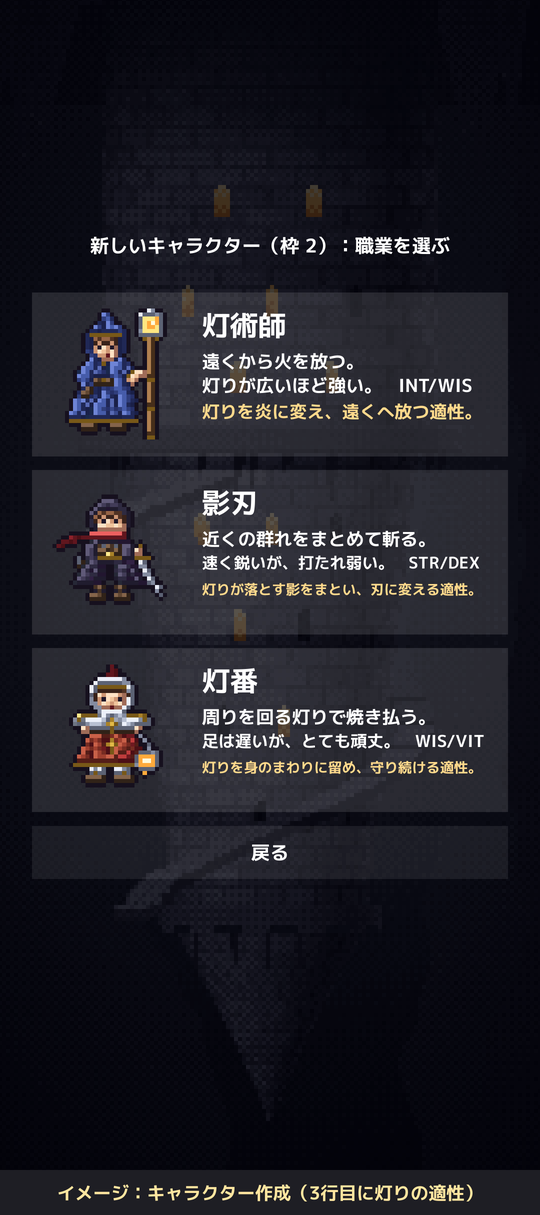 新しいキャラクター（枠 2）：職業を選ぶ
灯術師
遠くから火を放つ。
灯りが広いほど強い。 INT/WIS
灯りを炎に変え、遠くへ放つ適性。
影刃
近くの群れをまとめて斬る。
速く鋭いが、打たれ弱い。 STR/DEX
灯りが落とす影をまとい、刃に変える適性。
灯番
周りを回る灯りで焼き払う。
足は遅いが、とても頑丈。 WIS/VIT
灯りを身のまわりに留め、守り続ける適性。
戻る
イメージ：キャラクター作成（3行目に灯りの適性）